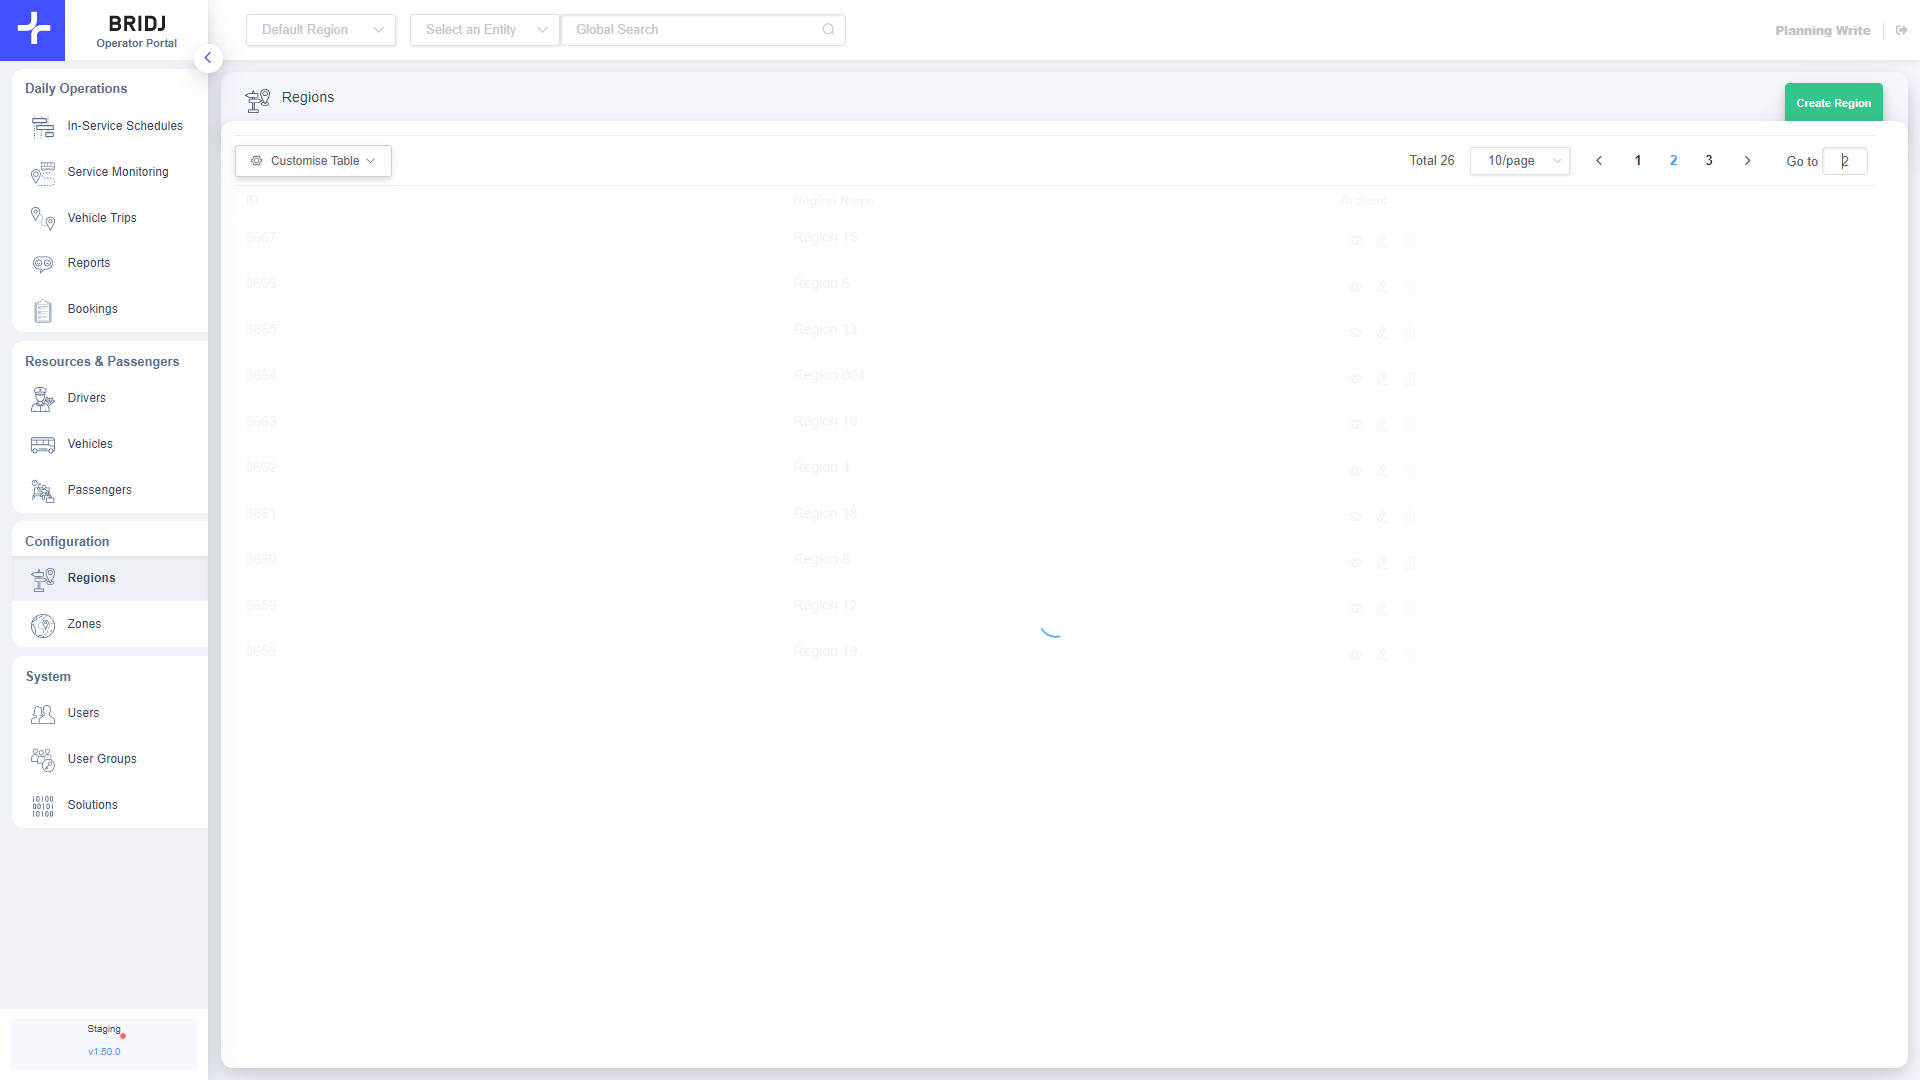 BRIDJ
Operator Portal
Default Region
Select an Entity
Global Search
Planning Write
Daily Operations
In-Service Schedules
Service Monitoring
Vehicle Trips
Reports
Bookings
Resources & Passengers
Drivers
Vehicles
Passengers
Configuration
Regions
Zones
System
Users
User Groups
Solutions
Staging
v1.50.0
Regions
Create Region
Customise Table
Total 26 10/page 1 2 3 Go to 2
ID Region Name Actions
3667 Region 15
3666 Region 6
3665 Region 13
3664 Region 004
3663 Region 10
3662 Region 4
3661 Region 18
3660 Region 8
3659 Region 12
3658 Region 19